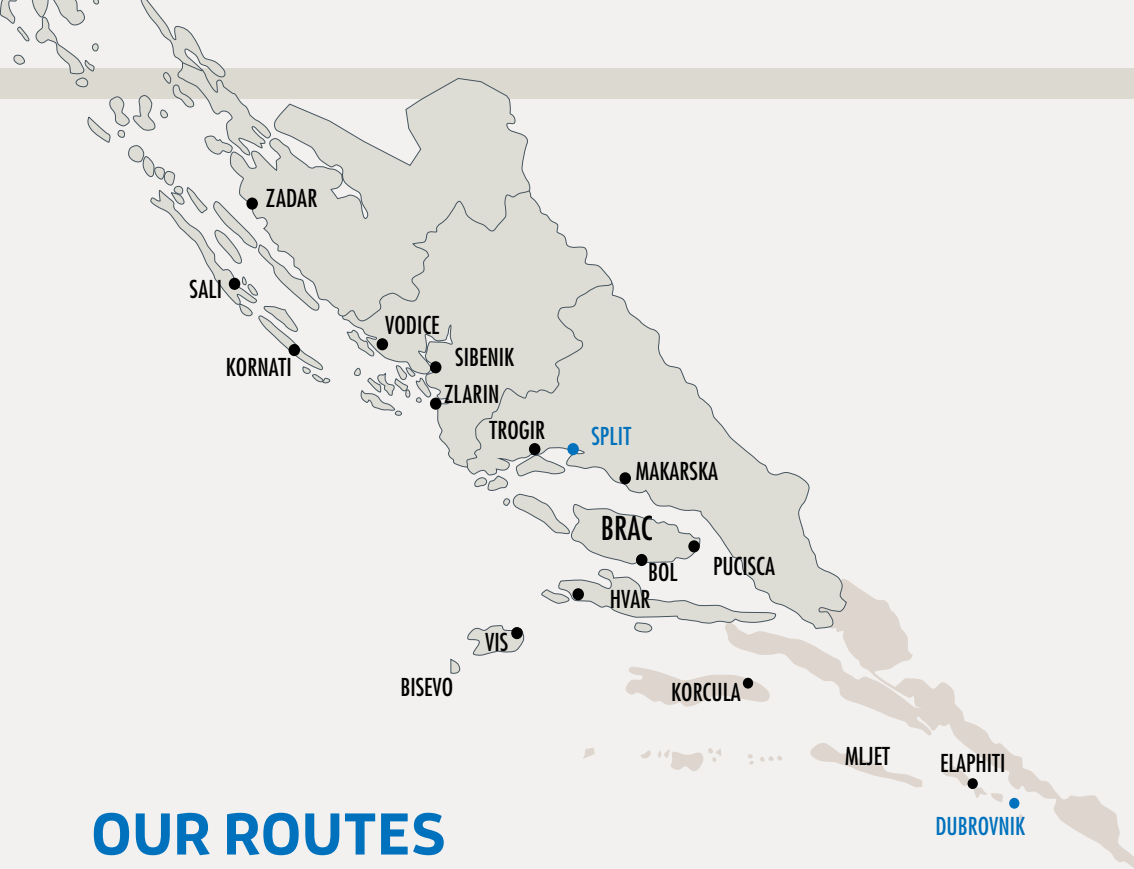 ZADAR
SALI
VODICE
KORNATI
SIBENIK
ZLARIN
TROGIR
SPLIT
MAKARSKA
BRAC
BOL
PUCISCA
HVAR
VIS
BISEVO
KORCULA
MLJET
ELAPHITI
DUBROVNIK
OUR ROUTES